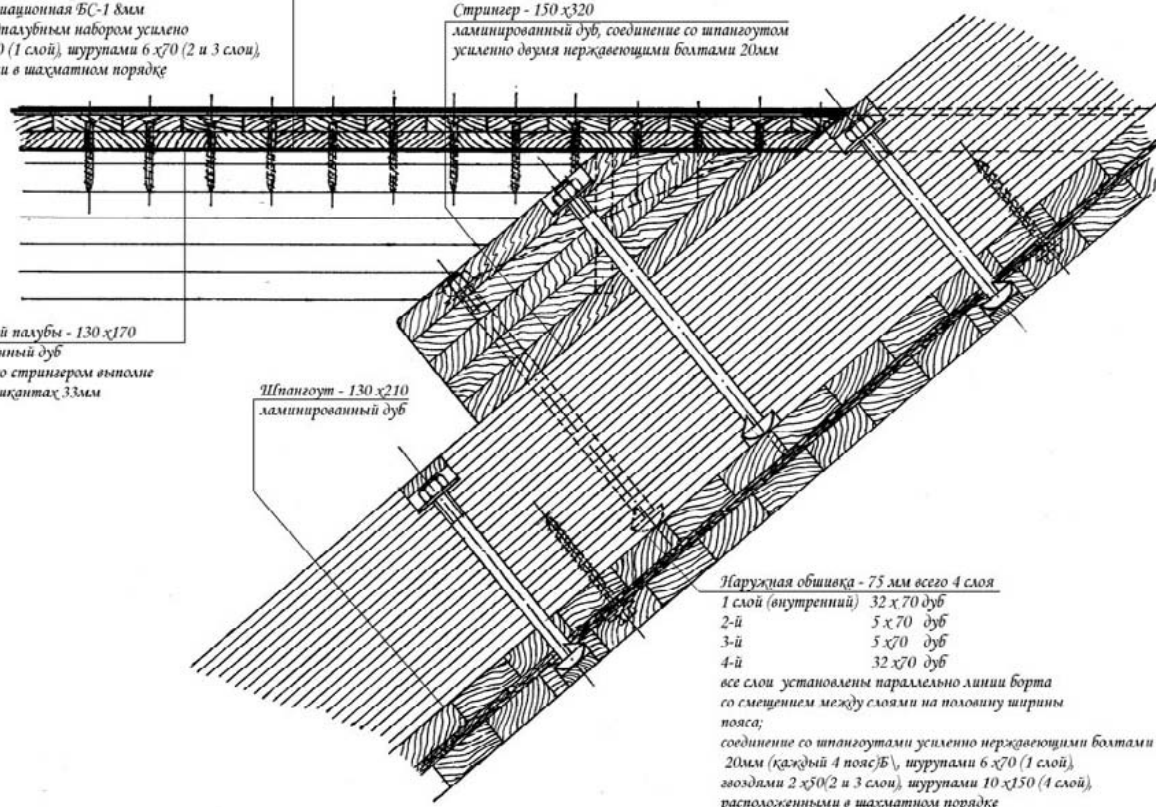 иационная БС-1 8мм
палубным набором усилено
0 (1 слой), шурупами 6 х70 (2 и 3 слои),
и в шахматном порядке
Стрингер - 150 х320
ламинированный дуб, соединение со шпангоутом
усиленно двумя нержавеющими болтами 20мм
й палубы - 130 х170
нный дуб
о стрингером выполне
икантах 33мм
Шпангоут - 130 х210
ламинированный дуб
Наружная обшивка - 75 мм всего 4 слоя
1 слой (внутренний) 32 х 70 дуб
2-й 5 х 70 дуб
3-й 5 х70 дуб
4-й 32 х70 дуб
все слои установлены параллельно линии борта
со смещением между слоями на половину ширины
пояса;
соединение со шпангоутами усиленно нержавеющими болтами
20мм (каждый 4 пояс)Б\, шурупами 6 х70 (1 слой),
гвоздями 2 х50(2 и 3 слои), шурупами 10 х150 (4 слой),
расположенными в шахматном порядке